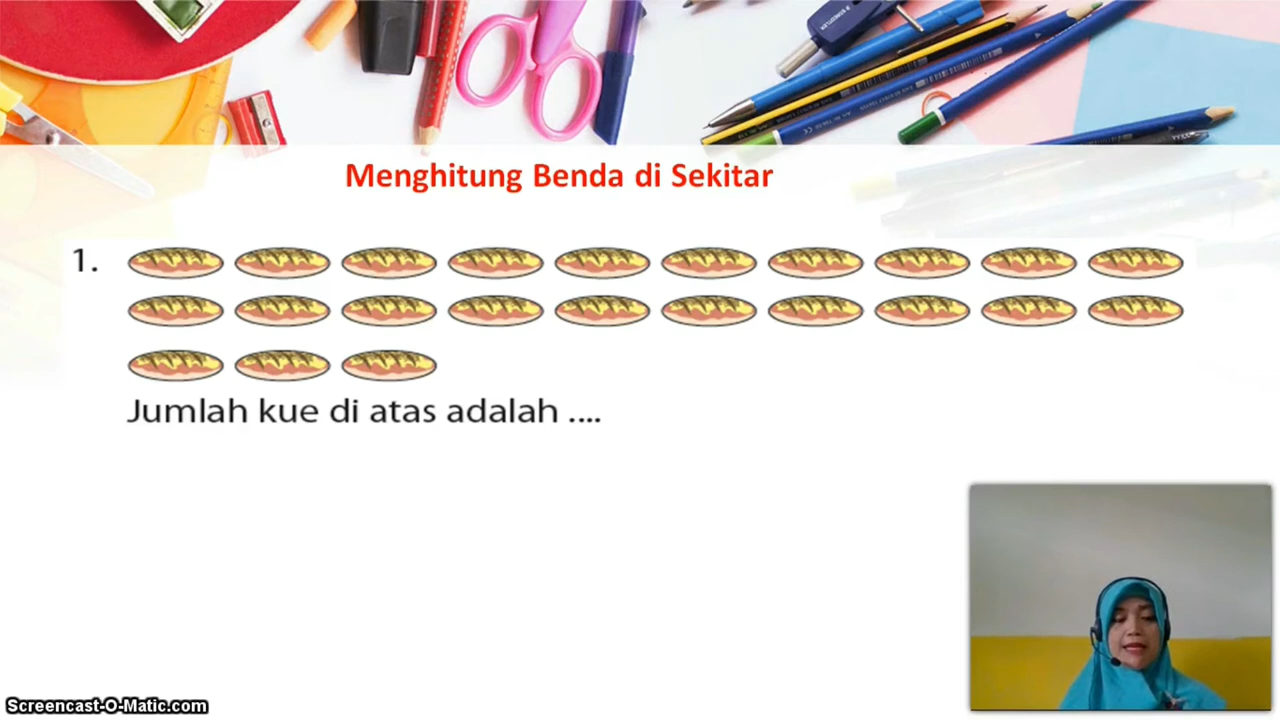 Menghitung Benda di Sekitar
1.
Jumlah kue di atas adalah ....
Screencast-O-Matic.com